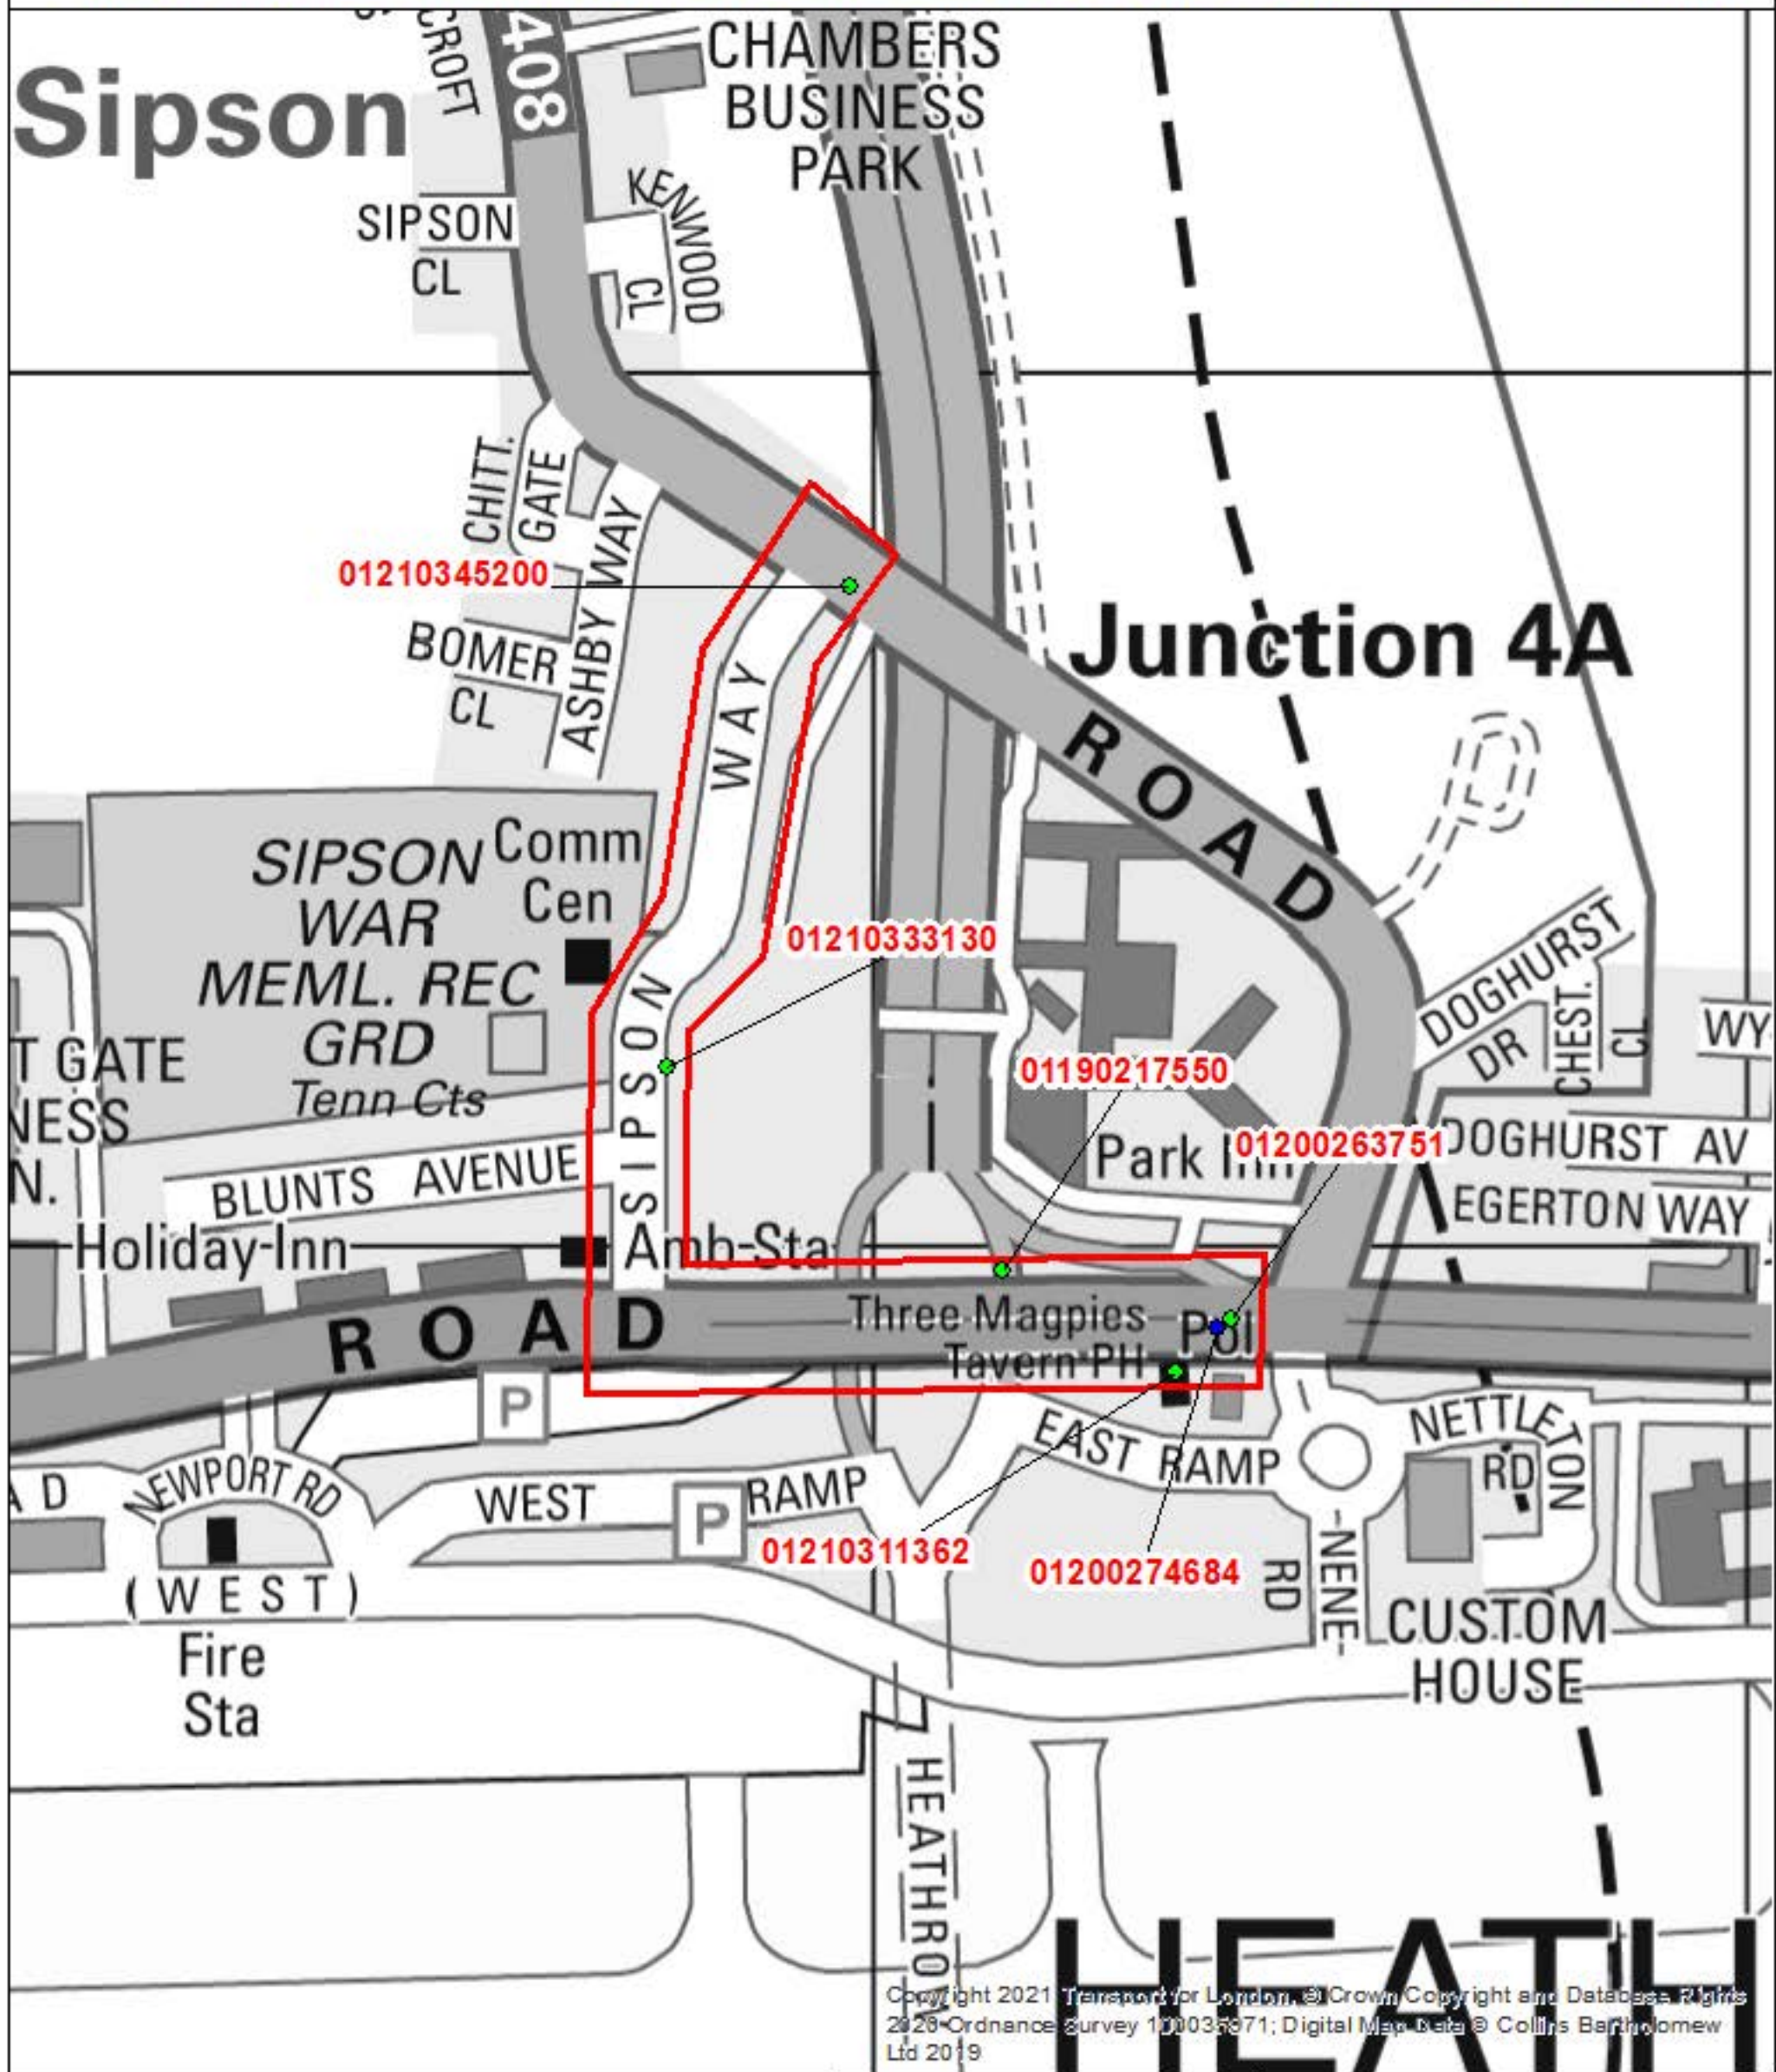 CROFT
408
CHAMBERS
BUSINESS
PARK
Sipson
SIPSON
CL
KENWOOD
CL
CHITT.
GATE
ASHBY WAY
01210345200
BOMER
CL
Junction 4A
ROAD
WAY
SIPSON
WAR
MEML. REC
GRD
Tenn Cts
Comm
Cen
01210333130
SIPSON
DOGHURST
DR
CHEST.
CL
WY
T GATE
NESS
N.
01190217550
01200263751
Park Inn
DOGHURST AV
BLUNTS AVENUE
EGERTON WAY
Holiday Inn
Amb Sta
ROAD
Three Magpies
Tavern PH
Pol
P
EAST RAMP
NETTLETON
RD
A D
NEWPORT RD
WEST RAMP
P
01210311362
01200274684
NENE
RD
(WEST)
Fire
Sta
CUSTOM
HOUSE
HEATHROW
HEATH
Copyright 2021 Transport for London, © Crown Copyright and Database Rights
2020 Ordnance Survey 100035971; Digital Map Data © Collins Bartholomew
Ltd 2019